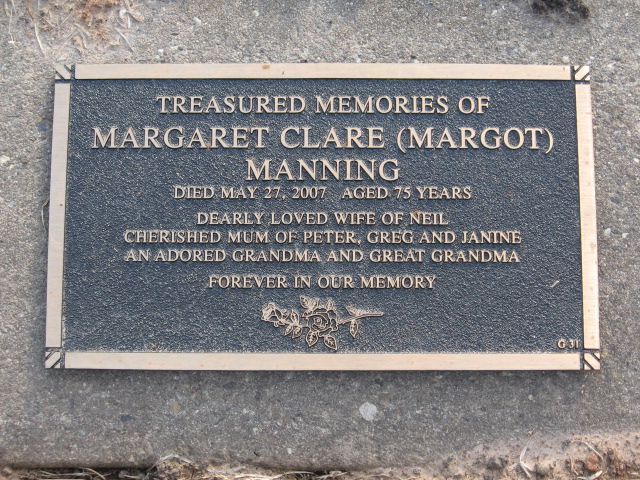 TREASURED MEMORIES OF
MARGARET CLARE (MARGOT)
MANNING
DIED MAY 27, 2007 AGED 75 YEARS
DEARLY LOVED WIFE OF NEIL
CHERISHED MUM OF PETER, GREG AND JANINE
AN ADORED GRANDMA AND GREAT GRANDMA
FOREVER IN OUR MEMORY
G 31